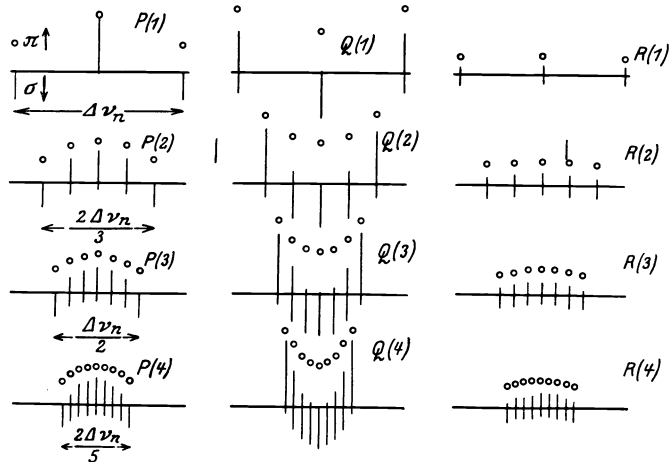 π P(1) Q(1) R(1)
σ
Δν_n
P(2) Q(2) R(2)
2Δν_n
3
P(3) Q(3) R(3)
Δν_n
2
P(4) Q(4) R(4)
2Δν_n
5